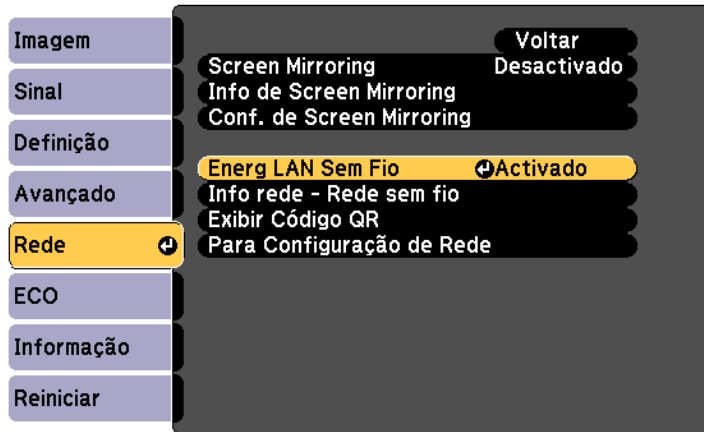 Imagem
Sinal
Definição
Avançado
Rede
ECO
Informação
Reiniciar
Voltar
Screen Mirroring Desactivado
Info de Screen Mirroring
Conf. de Screen Mirroring
Energ LAN Sem Fio Activado
Info rede - Rede sem fio
Exibir Código QR
Para Configuração de Rede